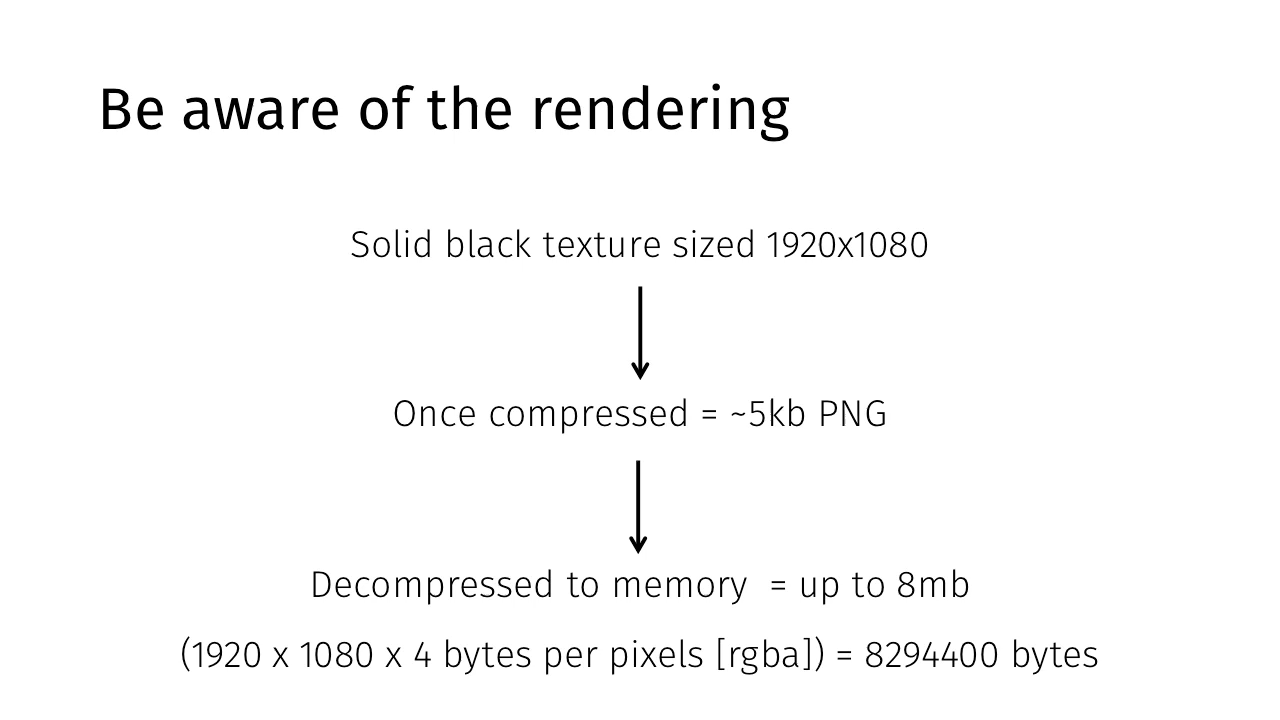 Be aware of the rendering
Solid black texture sized 1920x1080
Once compressed = ~5kb PNG
Decompressed to memory  = up to 8mb
(1920 x 1080 x 4 bytes per pixels [rgba]) = 8294400 bytes